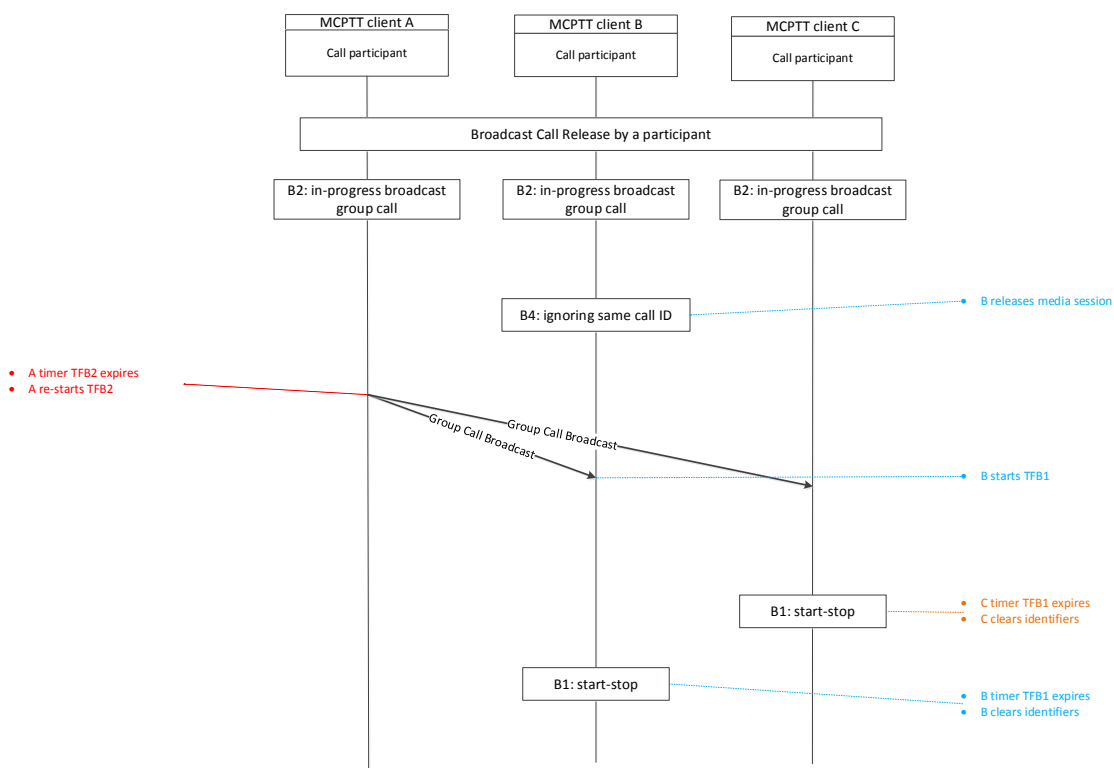 MCPTT client A
Call participant
MCPTT client B
Call participant
MCPTT client C
Call participant
Broadcast Call Release by a participant
B2: in-progress broadcast
group call
B2: in-progress broadcast
group call
B2: in-progress broadcast
group call
B4: ignoring same call ID
• B releases media session
• A timer TFB2 expires
• A re-starts TFB2
Group Call Broadcast
Group Call Broadcast
• B starts TFB1
B1: start-stop
• C timer TFB1 expires
• C clears identifiers
B1: start-stop
• B timer TFB1 expires
• B clears identifiers